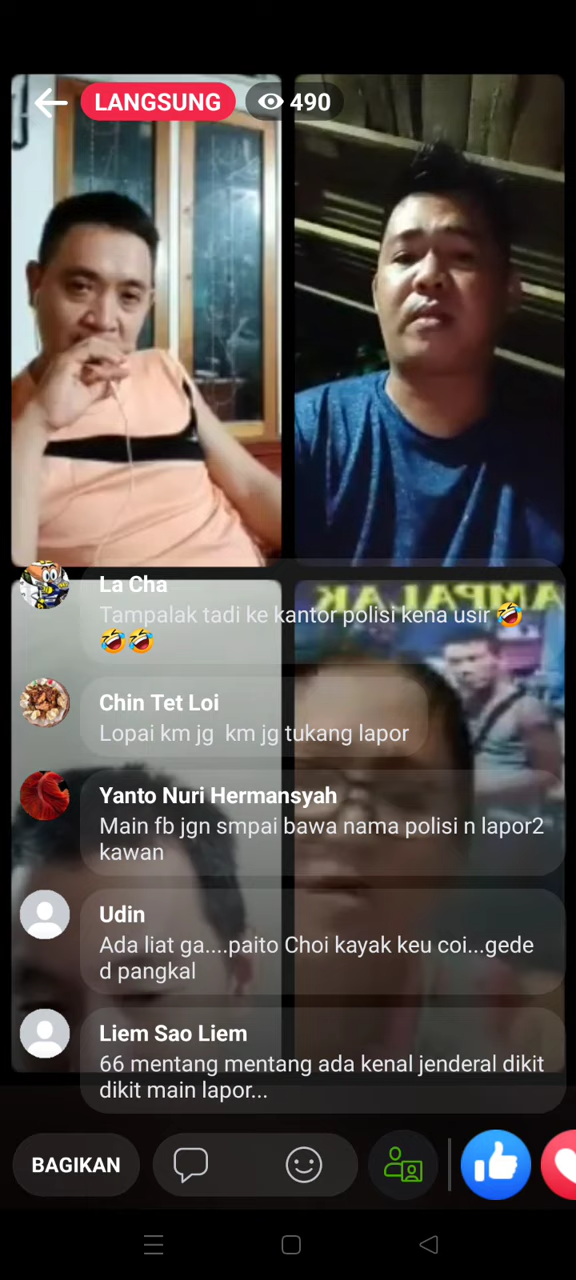 LANGSUNG
490
AMPALAK
La Cha
Tampalak tadi ke kantor polisi kena usir 🤣
🤣🤣
Chin Tet Loi
Lopai km jg  km jg tukang lapor
Yanto Nuri Hermansyah
Main fb jgn smpai bawa nama polisi n lapor2
kawan
Udin
Ada liat ga....paito Choi kayak keu coi...gede
d pangkal
Liem Sao Liem
66 mentang mentang ada kenal jenderal dikit
dikit main lapor...
BAGIKAN